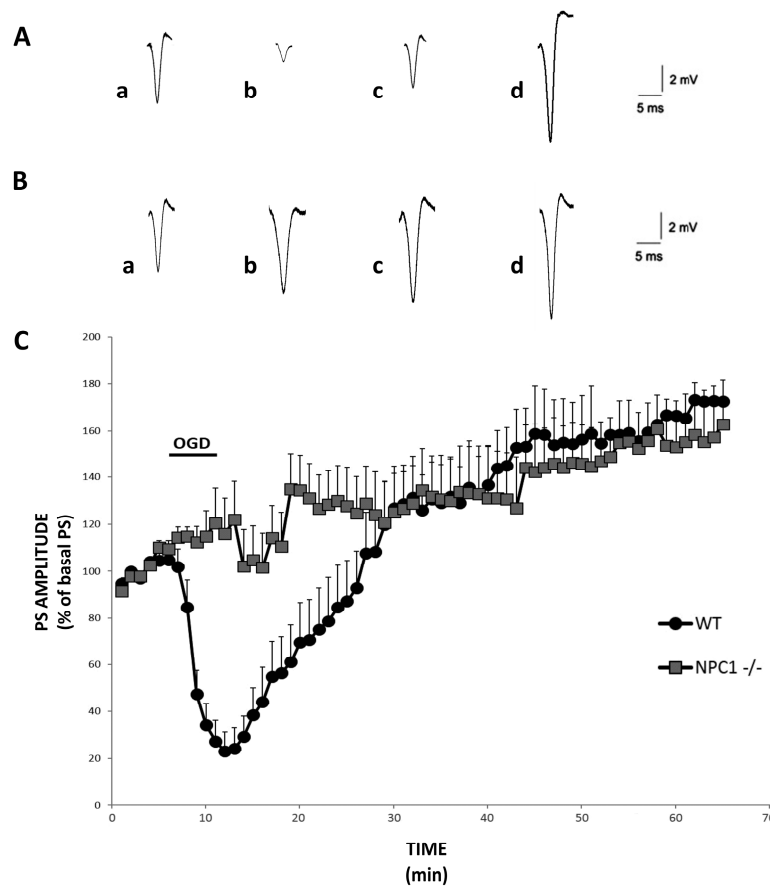 A
a b c d
2 mV
5 ms
B
a b c d
2 mV
5 ms
C
PS AMPLITUDE
(% of basal PS)
200
180
160
140
120
100
80
60
40
20
0
OGD
WT
NPC1 -/-
0 10 20 30 40 50 60 70
TIME
(min)